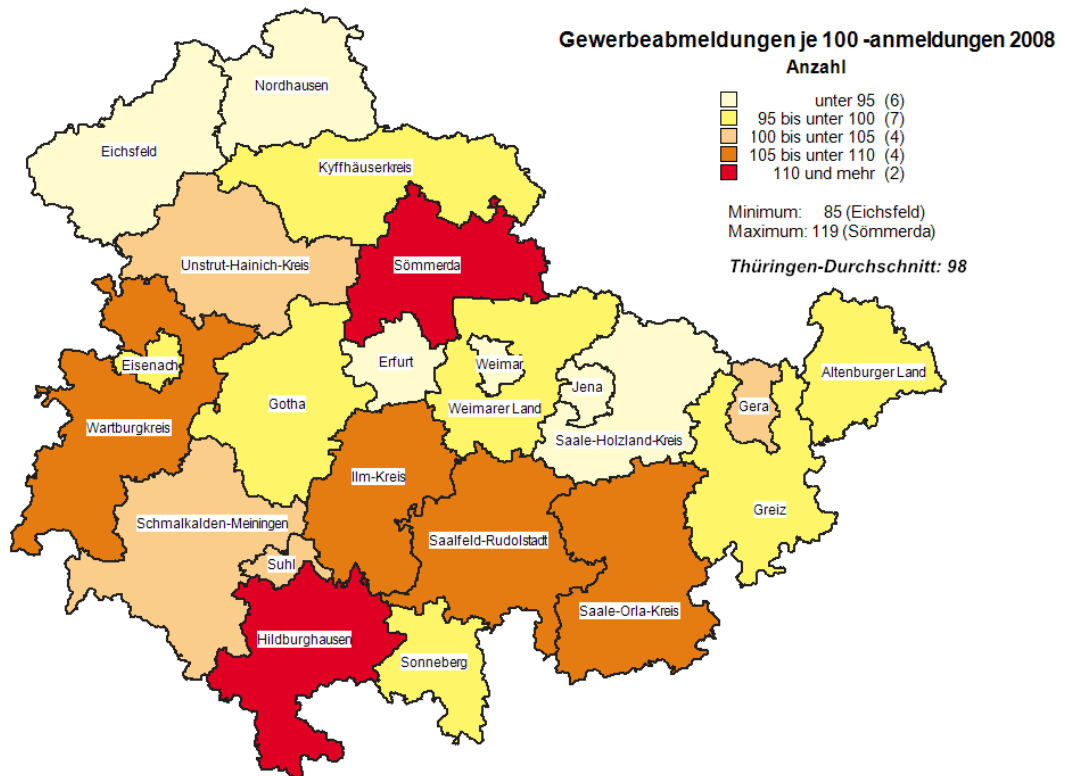 Gewerbeabmeldungen je 100 -anmeldungen 2008
Anzahl
unter 95 (6)
95 bis unter 100 (7)
100 bis unter 105 (4)
105 bis unter 110 (4)
110 und mehr (2)
Minimum: 85 (Eichsfeld)
Maximum: 119 (Sömmerda)
Thüringen-Durchschnitt: 98
Nordhausen
Eichsfeld
Kyffhäuserkreis
Unstrut-Hainich-Kreis
Sömmerda
Eisenach
Erfurt
Weimar
Jena
Altenburger Land
Gotha
Weimarer Land
Gera
Wartburgkreis
Saale-Holzland-Kreis
Ilm-Kreis
Greiz
Schmalkalden-Meiningen
Saalfeld-Rudolstadt
Suhl
Saale-Orla-Kreis
Hildburghausen
Sonneberg